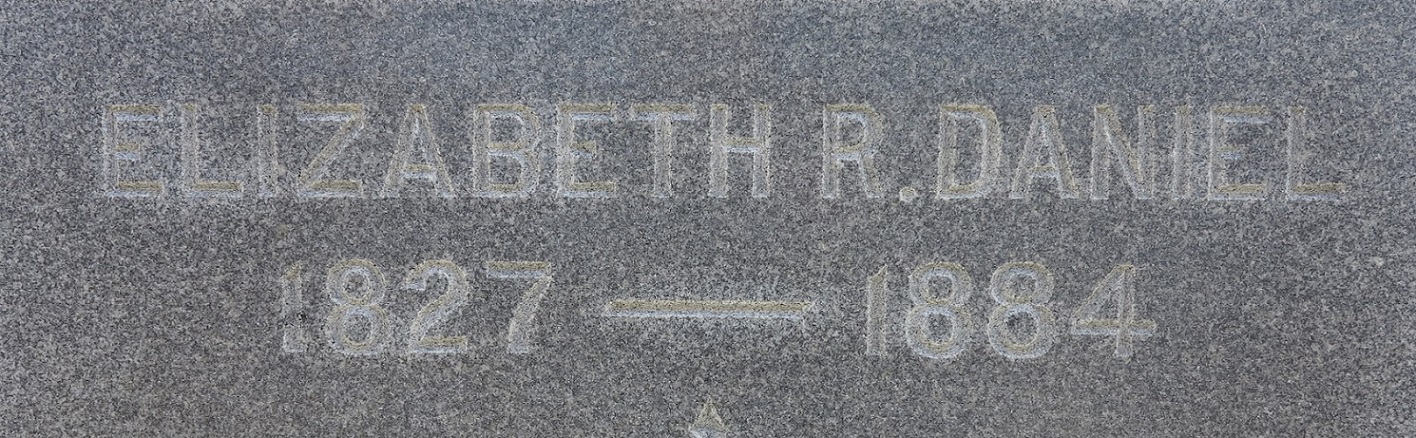 ELIZABETH R. DANIEL
1827 — 1884